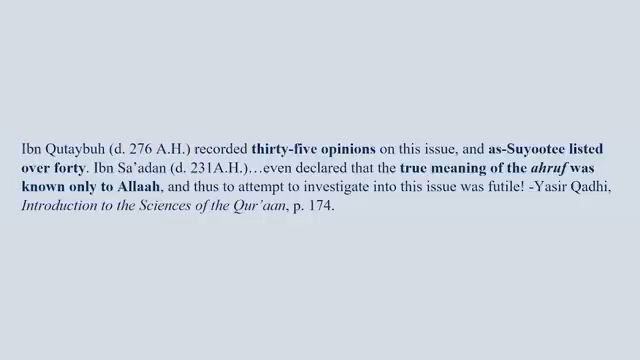 Ibn Qutaybuh (d. 276 A.H.) recorded thirty-five opinions on this issue, and as-Suyootee listed
over forty. Ibn Sa’adan (d. 231A.H.)…even declared that the true meaning of the ahruf was
known only to Allaah, and thus to attempt to investigate into this issue was futile! -Yasir Qadhi,
Introduction to the Sciences of the Qur’aan, p. 174.